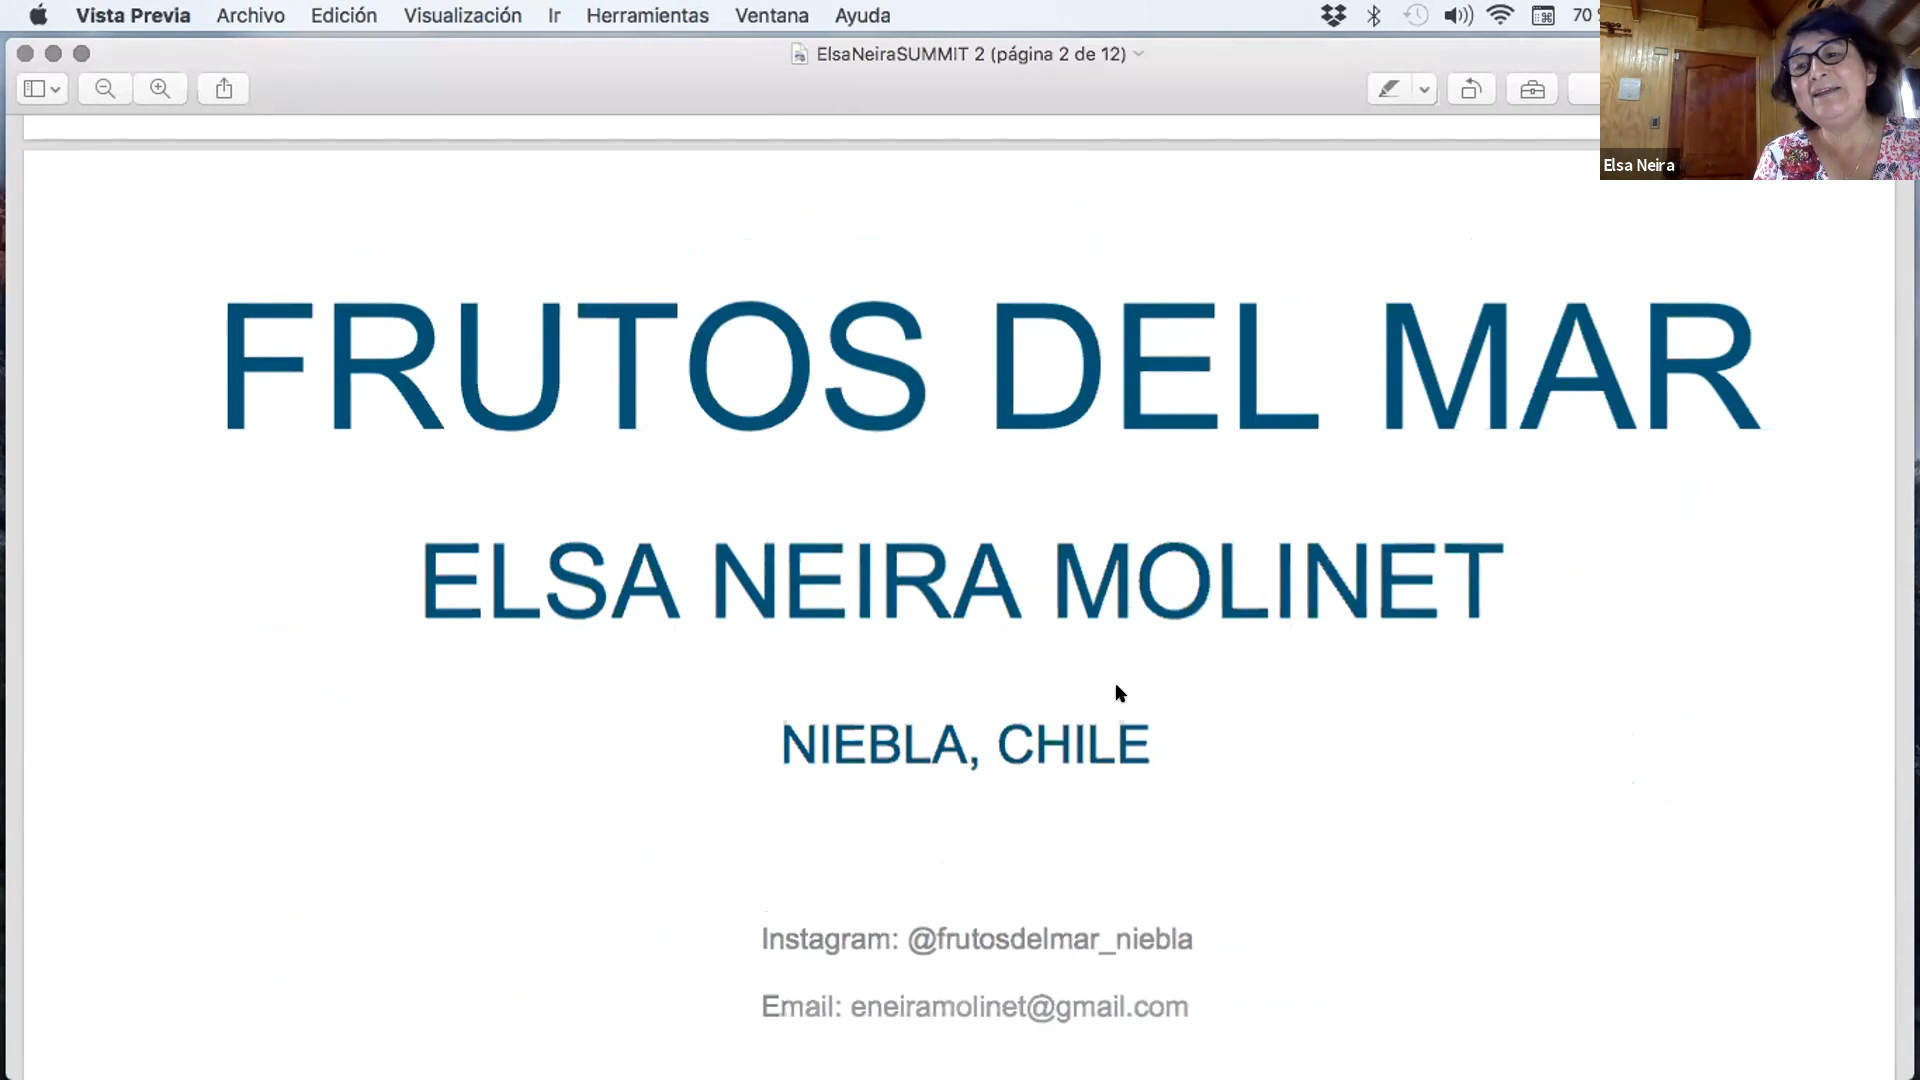 Vista Previa Archivo Edición Visualización Ir Herramientas Ventana Ayuda 70
ElsaNeiraSUMMIT 2 (página 2 de 12)
Elsa Neira
FRUTOS DEL MAR
ELSA NEIRA MOLINET
NIEBLA, CHILE
Instagram: @frutosdelmar_niebla
Email: eneiramolinet@gmail.com